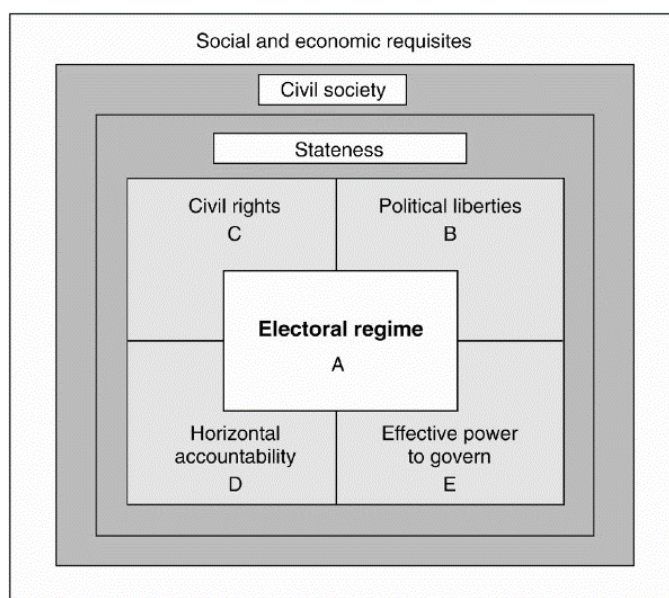 Social and economic requisites
Civil society
Stateness
Civil rights
C
Political liberties
B
Electoral regime
A
Horizontal
accountability
D
Effective power
to govern
E